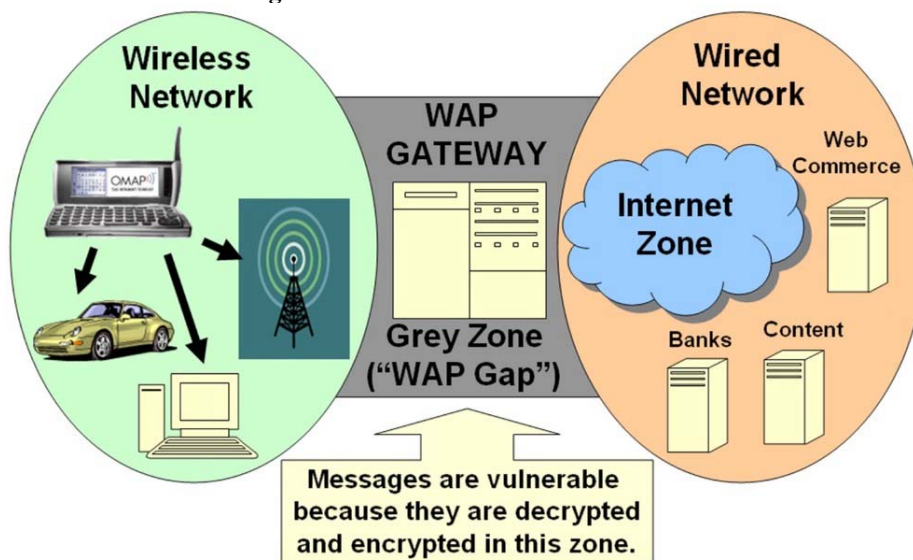 Wireless
Network
OMAP
WAP
GATEWAY
Grey Zone
(“WAP Gap”)
Wired
Network
Web
Commerce
Internet
Zone
Banks
Content
Messages are vulnerable
because they are decrypted
and encrypted in this zone.